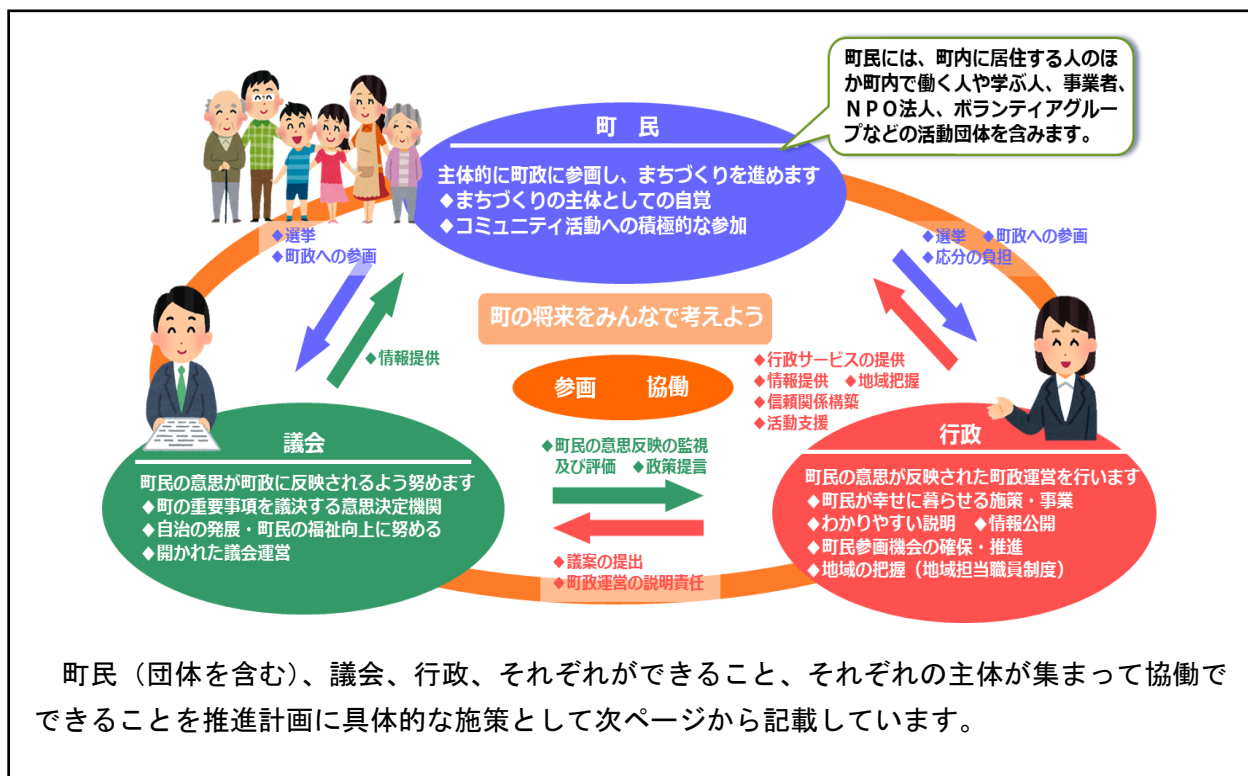 町民には、町内に居住する人のほ
か町内で働く人や学ぶ人、事業者、
ＮＰＯ法人、ボランティアグルー
プなどの活動団体を含みます。
町　民
主体的に町政に参画し、まちづくりを進めます
◆まちづくりの主体としての自覚
◆コミュニティ活動への積極的な参加
◆選挙
◆町政への参画
◆選挙　◆町政への参画
◆応分の負担
町の将来をみんなで考えよう
◆情報提供
参画　協働
◆行政サービスの提供
◆情報提供　◆地域把握
◆信頼関係構築
◆活動支援
議会
町民の意思が町政に反映されるよう努めます
◆町の重要事項を議決する意思決定機関
◆自治の発展・町民の福祉向上に努める
◆開かれた議会運営
◆町民の意思反映の監視
及び評価　◆政策提言
◆議案の提出
◆町政運営の説明責任
行政
町民の意思が反映された町政運営を行います
◆町民が幸せに暮らせる施策・事業
◆わかりやすい説明　◆情報公開
◆町民参画機会の確保・推進
◆地域の把握（地域担当職員制度）
　町民（団体を含む）、議会、行政、それぞれができること、それぞれの主体が集まって協働で
できることを推進計画に具体的な施策として次ページから記載しています。